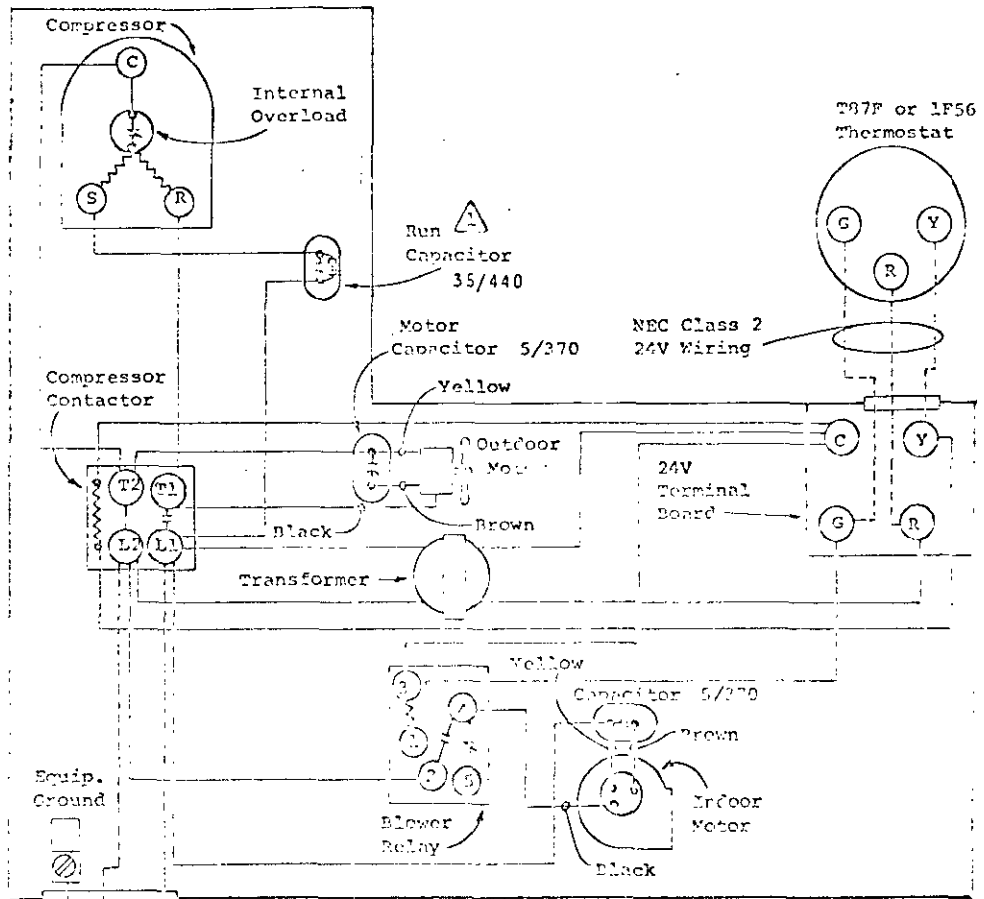 Compressor
C
Internal
Overload
S
R
Run 1
Capacitor
35/440
T87F or 1F56
Thermostat
G
Y
R
NEC Class 2
24V Wiring
Motor
Capacitor 5/370
Yellow
Compressor
Contactor
Outdoor
C
Y
24V
Terminal
Board
G
R
T2
T1
L2
L1
Black
Brown
Transformer
Yellow
Capacitor 5/370
Brown
Equip.
Ground
Indoor
Motor
Blower
Relay
Black